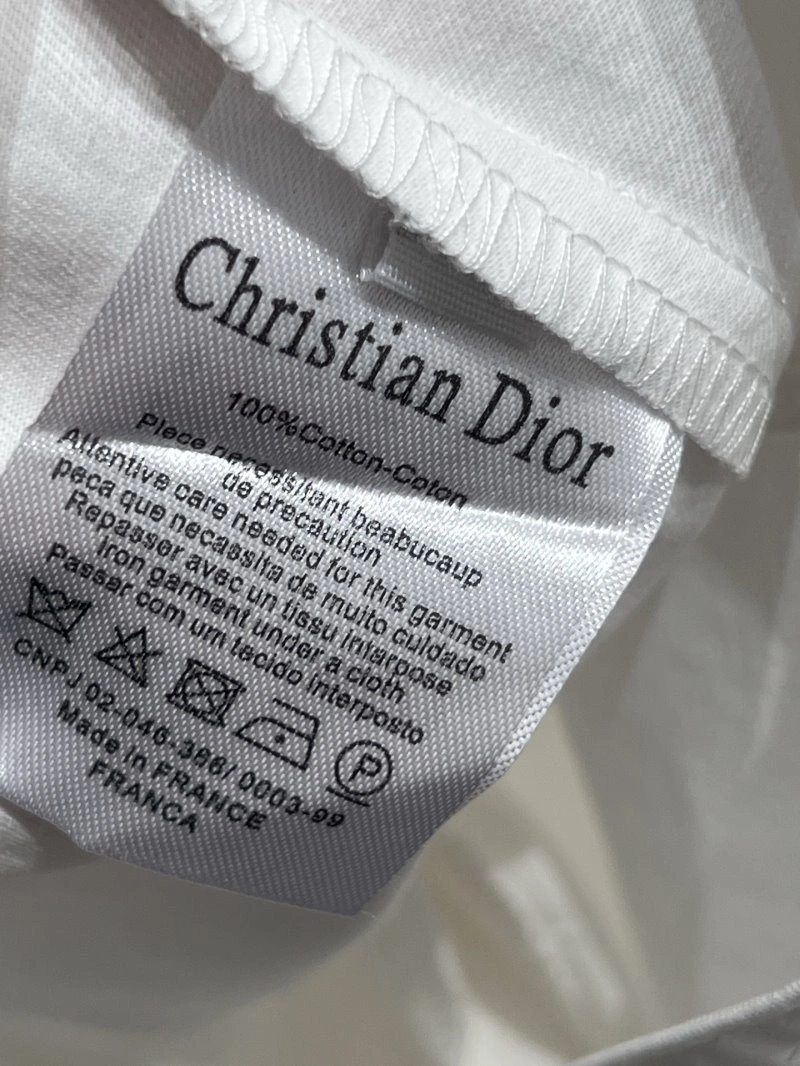 Christian Dior
100%Cotton-Coton
Piece necessitant beabucaup
de precaution
Attentive care needed for this garment
peca que necassita de muito cuidado
Repasser avec un tissu intarpose
Iron garment under a cloth
Passar com um tecido interposto
P
CNPJ 02-046-386/ 0003-99
Made in FRANCE
FRANCA